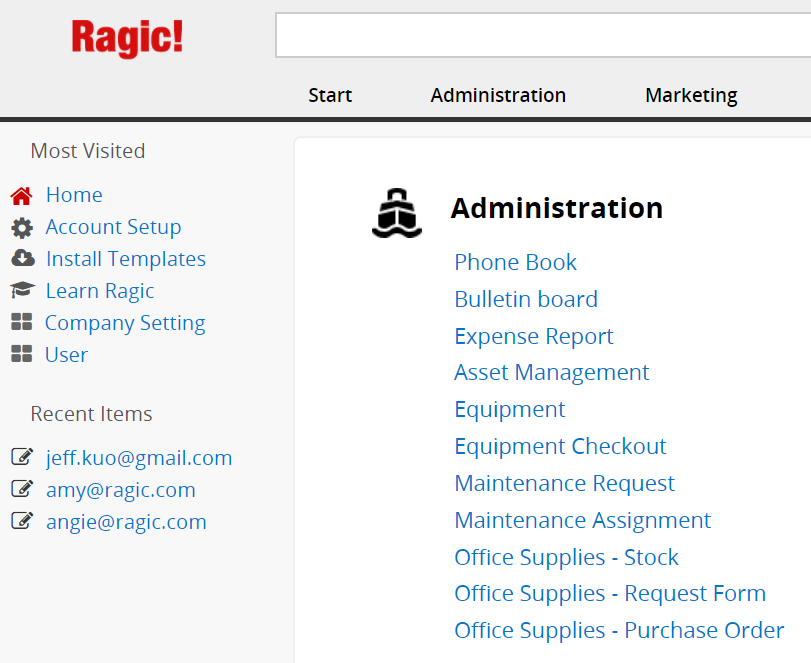 Ragic!
Start Administration Marketing
Most Visited
Home
Account Setup
Install Templates
Learn Ragic
Company Setting
User
Recent Items
jeff.kuo@gmail.com
amy@ragic.com
angie@ragic.com
Administration
Phone Book
Bulletin board
Expense Report
Asset Management
Equipment
Equipment Checkout
Maintenance Request
Maintenance Assignment
Office Supplies - Stock
Office Supplies - Request Form
Office Supplies - Purchase Order